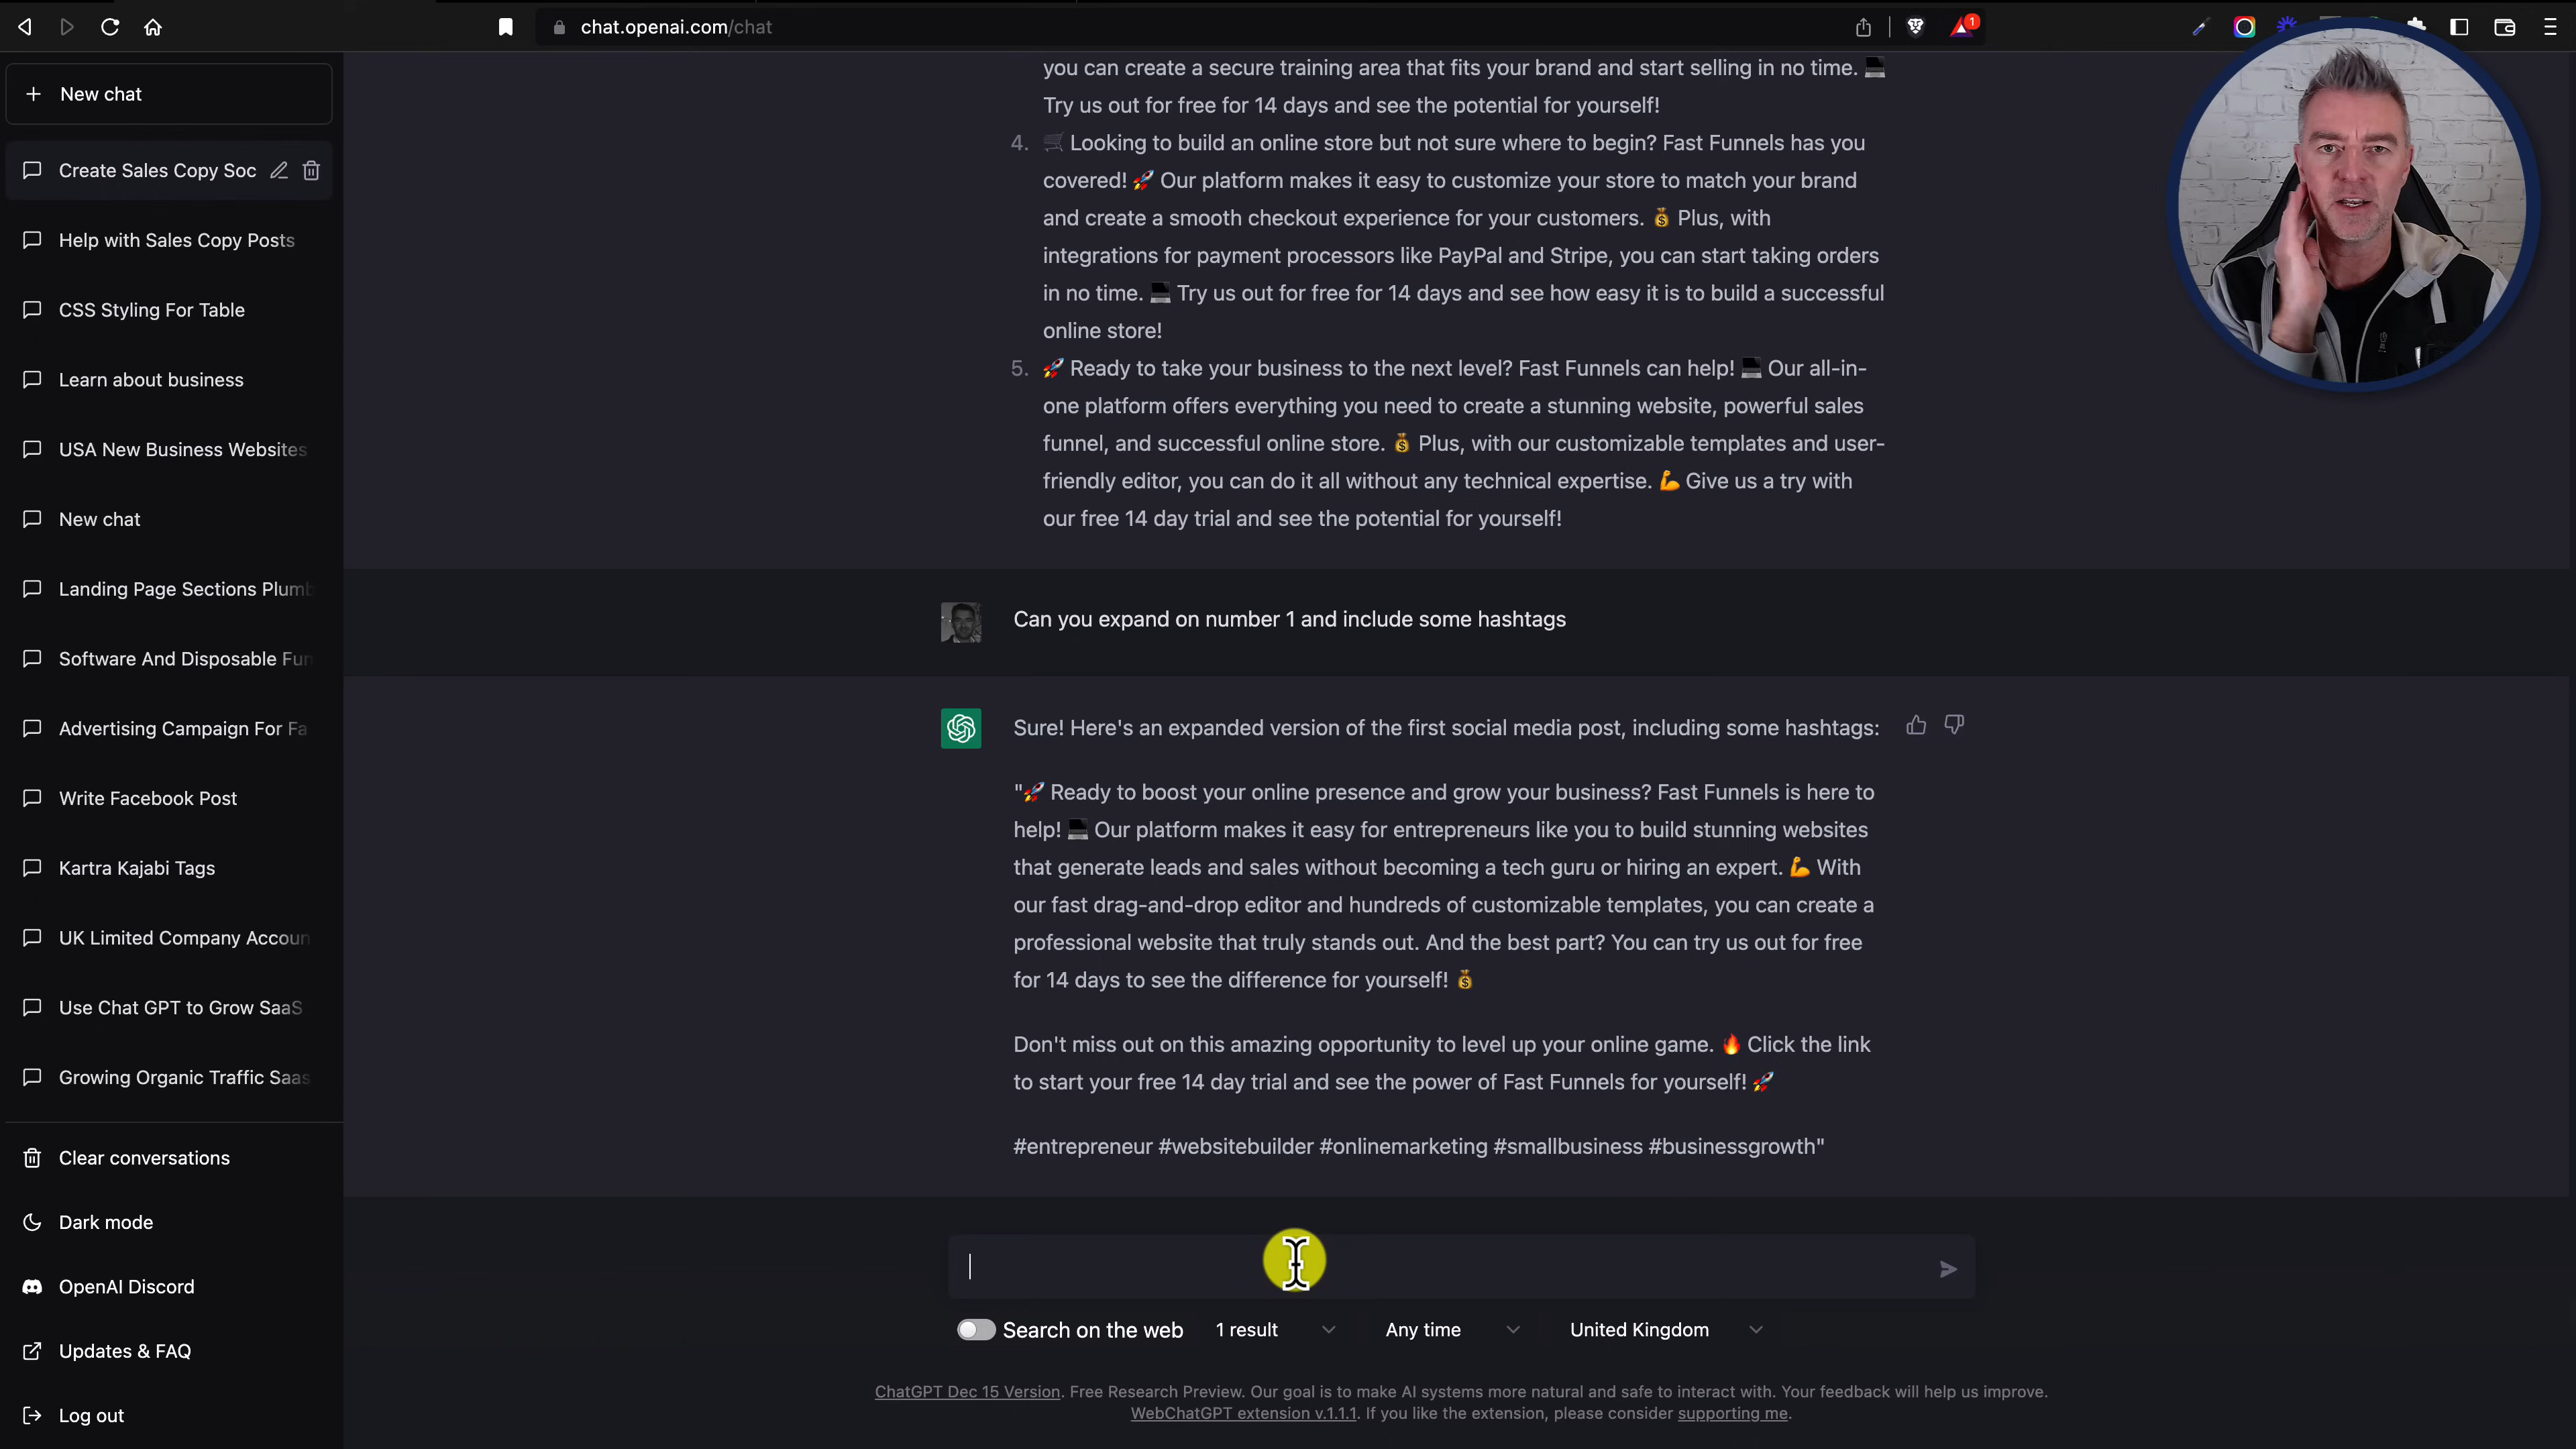 chat.openai.com/chat
1
New chat
Create Sales Copy Soc
Help with Sales Copy Posts
CSS Styling For Table
Learn about business
USA New Business Websites
New chat
Landing Page Sections Plumb
Software And Disposable Fun
Advertising Campaign For Fa
Write Facebook Post
Kartra Kajabi Tags
UK Limited Company Accoun
Use Chat GPT to Grow SaaS
Growing Organic Traffic Saas
Clear conversations
Dark mode
OpenAI Discord
Updates & FAQ
Log out
you can create a secure training area that fits your brand and start selling in no time. 💻
Try us out for free for 14 days and see the potential for yourself!
4. 🛒 Looking to build an online store but not sure where to begin? Fast Funnels has you
covered! 🚀 Our platform makes it easy to customize your store to match your brand
and create a smooth checkout experience for your customers. 💰 Plus, with
integrations for payment processors like PayPal and Stripe, you can start taking orders
in no time. 💻 Try us out for free for 14 days and see how easy it is to build a successful
online store!
5. 🚀 Ready to take your business to the next level? Fast Funnels can help! 💻 Our all-in-
one platform offers everything you need to create a stunning website, powerful sales
funnel, and successful online store. 💰 Plus, with our customizable templates and user-
friendly editor, you can do it all without any technical expertise. 💪 Give us a try with
our free 14 day trial and see the potential for yourself!
Can you expand on number 1 and include some hashtags
Sure! Here's an expanded version of the first social media post, including some hashtags:
"🚀 Ready to boost your online presence and grow your business? Fast Funnels is here to
help! 💻 Our platform makes it easy for entrepreneurs like you to build stunning websites
that generate leads and sales without becoming a tech guru or hiring an expert. 💪 With
our fast drag-and-drop editor and hundreds of customizable templates, you can create a
professional website that truly stands out. And the best part? You can try us out for free
for 14 days to see the difference for yourself! 💰
Don't miss out on this amazing opportunity to level up your online game. 🔥 Click the link
to start your free 14 day trial and see the power of Fast Funnels for yourself! 🚀
#entrepreneur #websitebuilder #onlinemarketing #smallbusiness #businessgrowth"
Search on the web 1 result Any time United Kingdom
ChatGPT Dec 15 Version. Free Research Preview. Our goal is to make AI systems more natural and safe to interact with. Your feedback will help us improve.
WebChatGPT extension v.1.1.1. If you like the extension, please consider supporting me.